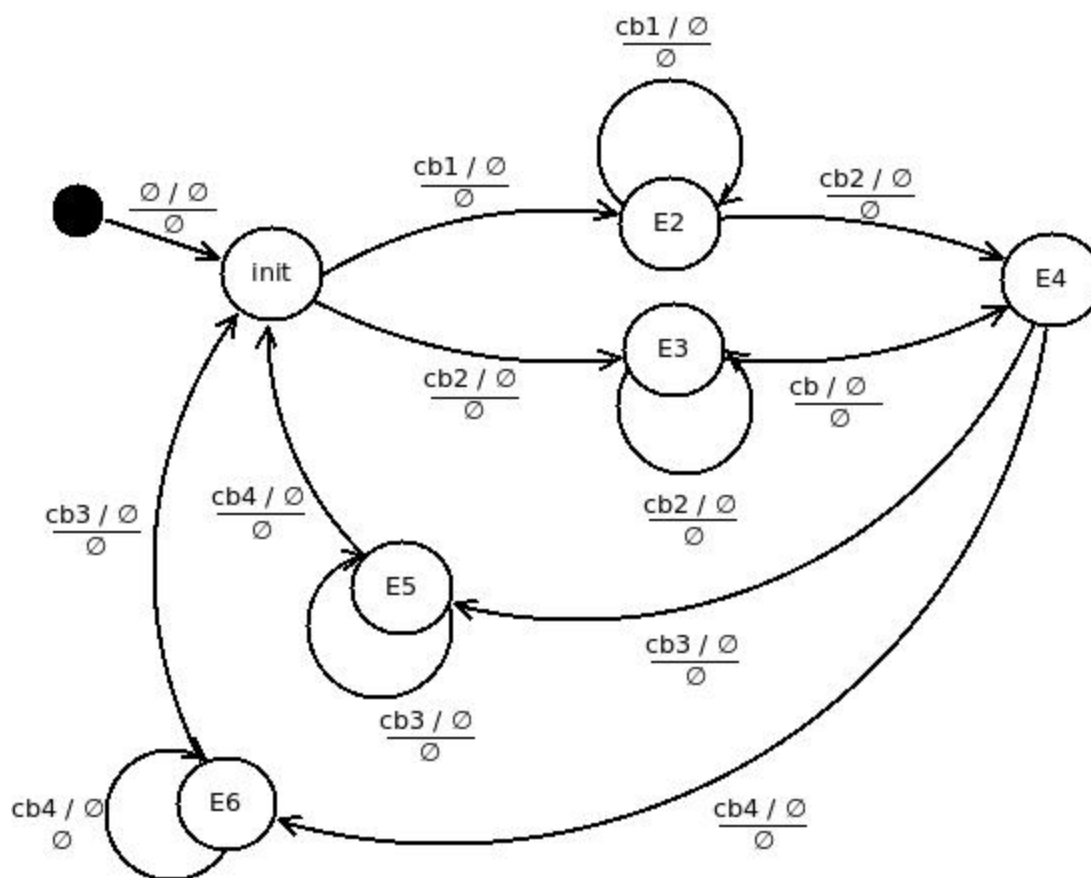 cb1 / ∅
∅
cb1 / ∅
∅
cb2 / ∅
∅
∅ / ∅
∅
E2
init
E4
E3
cb2 / ∅
∅
cb / ∅
∅
cb3 / ∅
∅
cb4 / ∅
∅
cb2 / ∅
∅
E5
cb3 / ∅
∅
cb3 / ∅
∅
E6
cb4 / ∅
∅
cb4 / ∅
∅